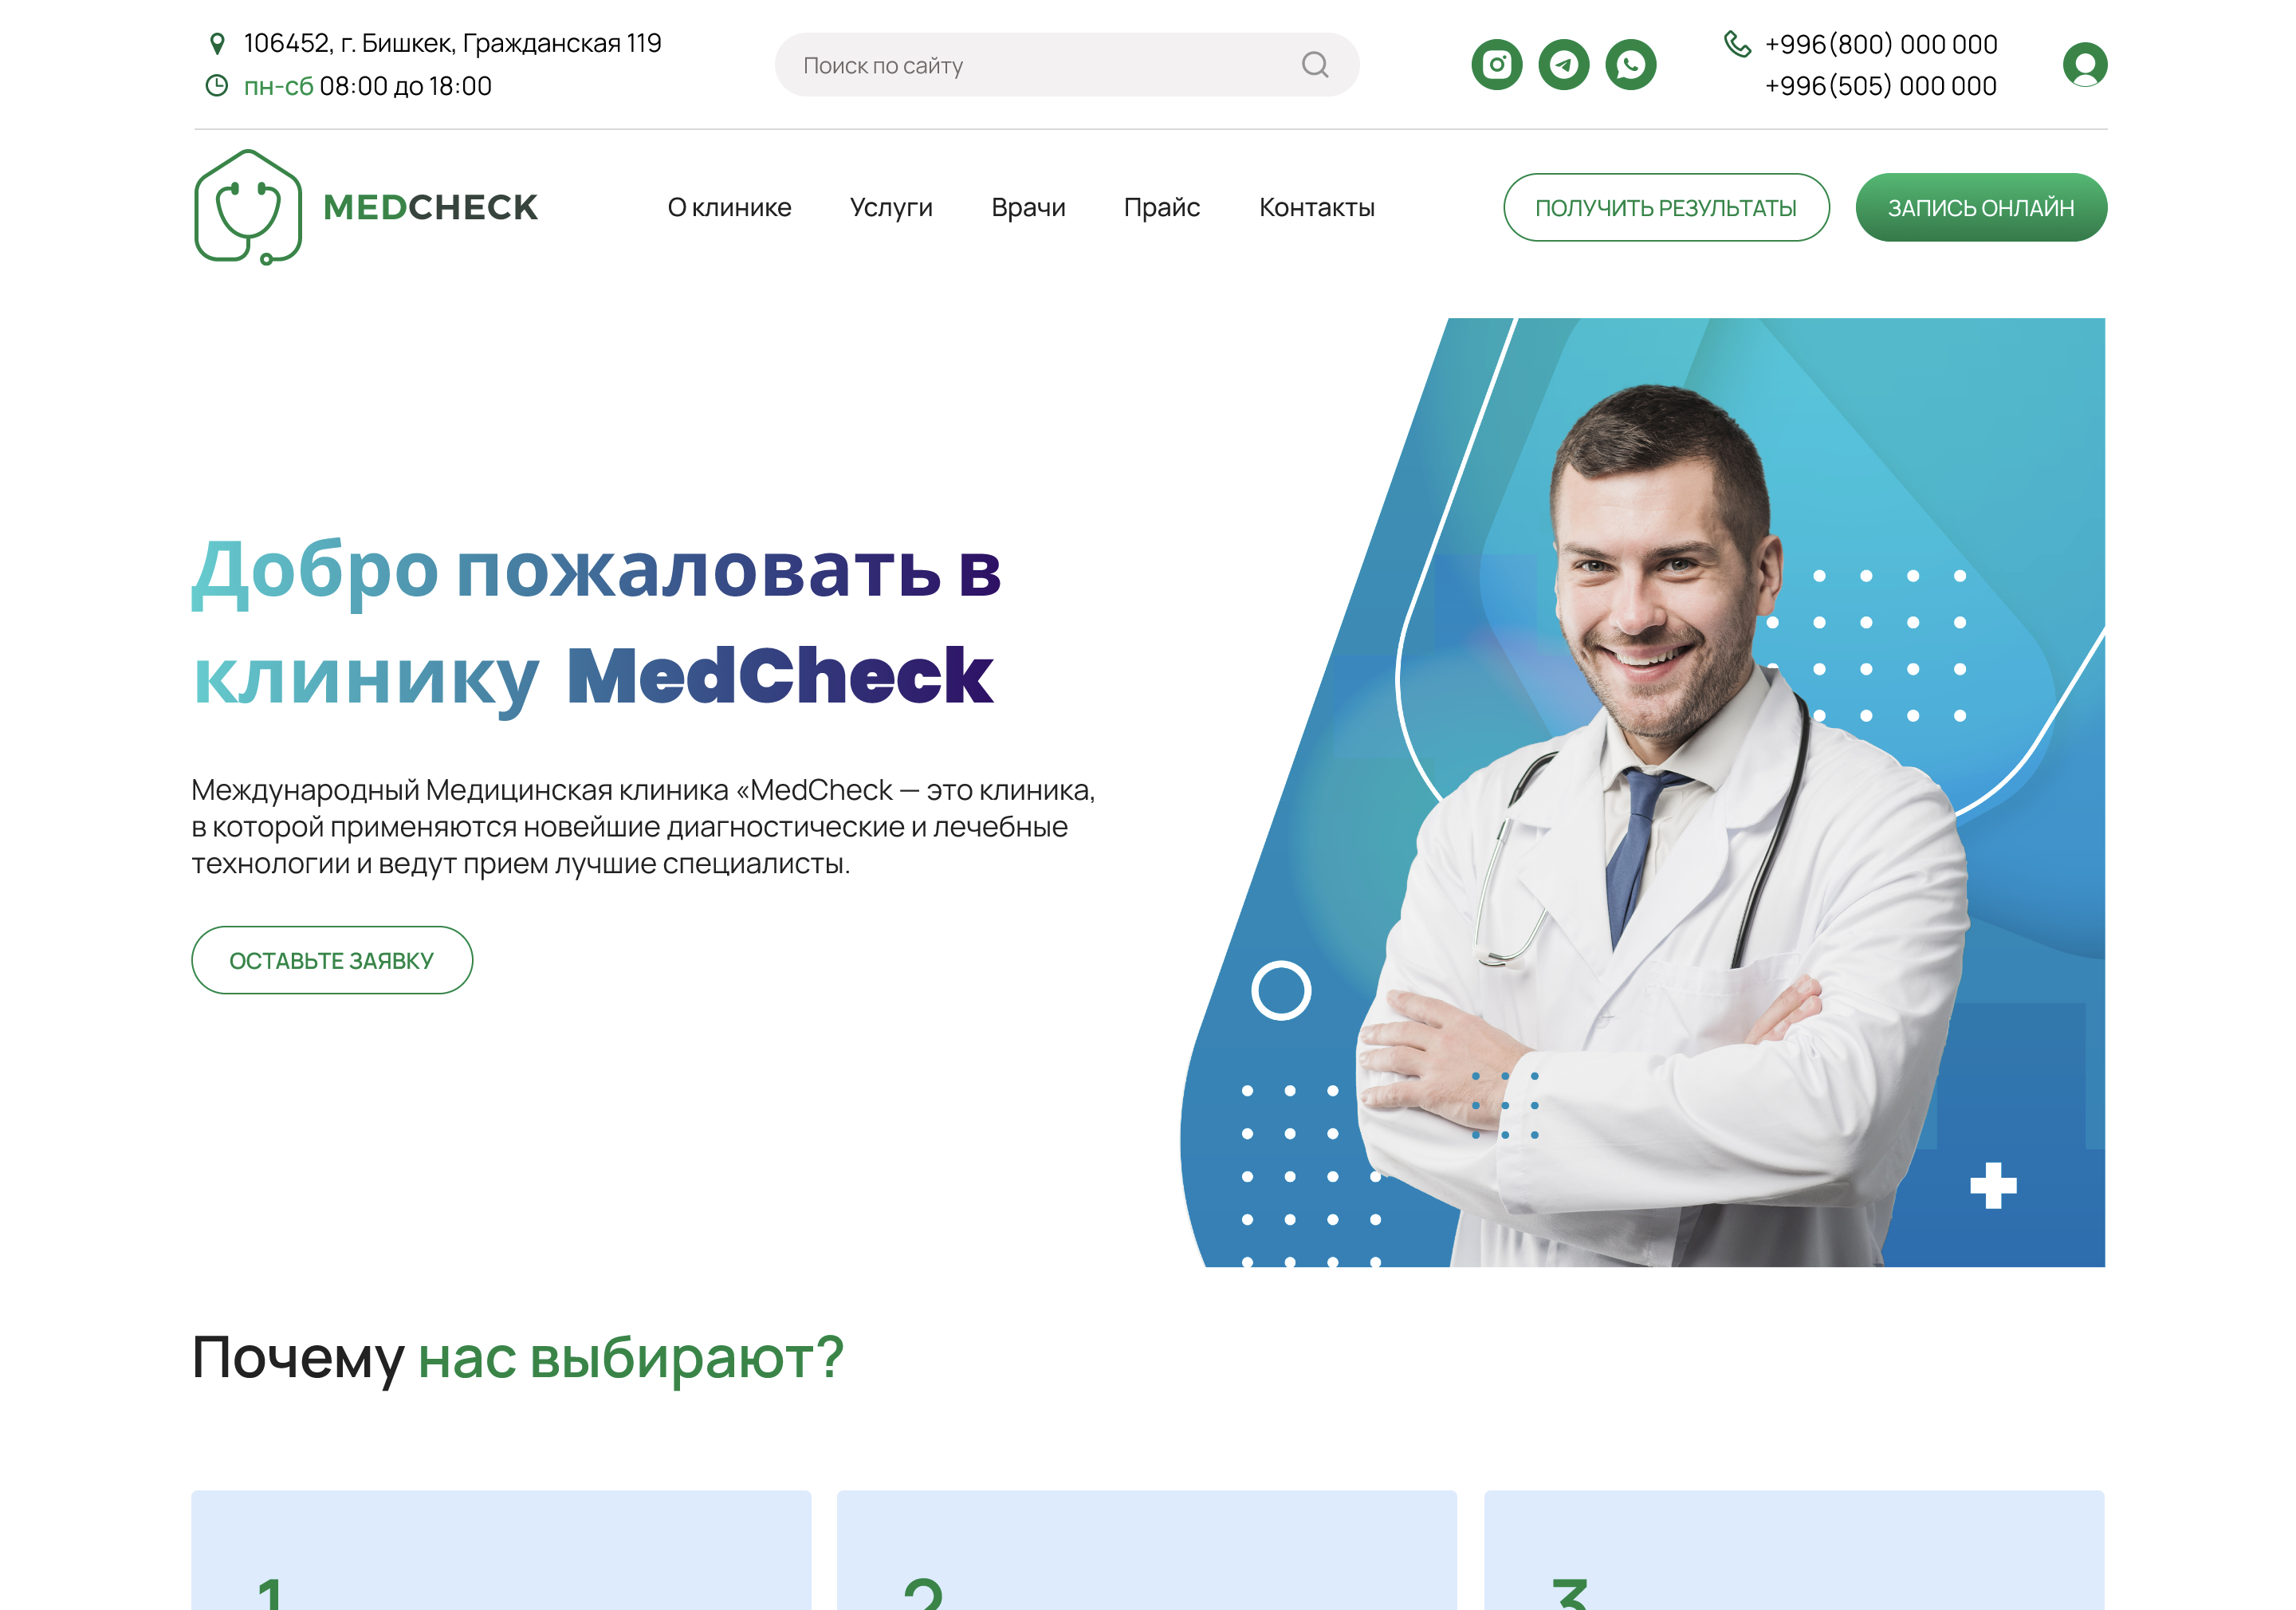 106452, г. Бишкек, Гражданская 119
пн-сб 08:00 до 18:00
Поиск по сайту
+996(800) 000 000
+996(505) 000 000
MEDCHECK
О клинике Услуги Врачи Прайс Контакты
ПОЛУЧИТЬ РЕЗУЛЬТАТЫ ЗАПИСЬ ОНЛАЙН
Добро пожаловать в
клинику MedCheck
Международный Медицинская клиника «MedCheck — это клиника,
в которой применяются новейшие диагностические и лечебные
технологии и ведут прием лучшие специалисты.
ОСТАВЬТЕ ЗАЯВКУ
Почему нас выбирают?
1 2 3